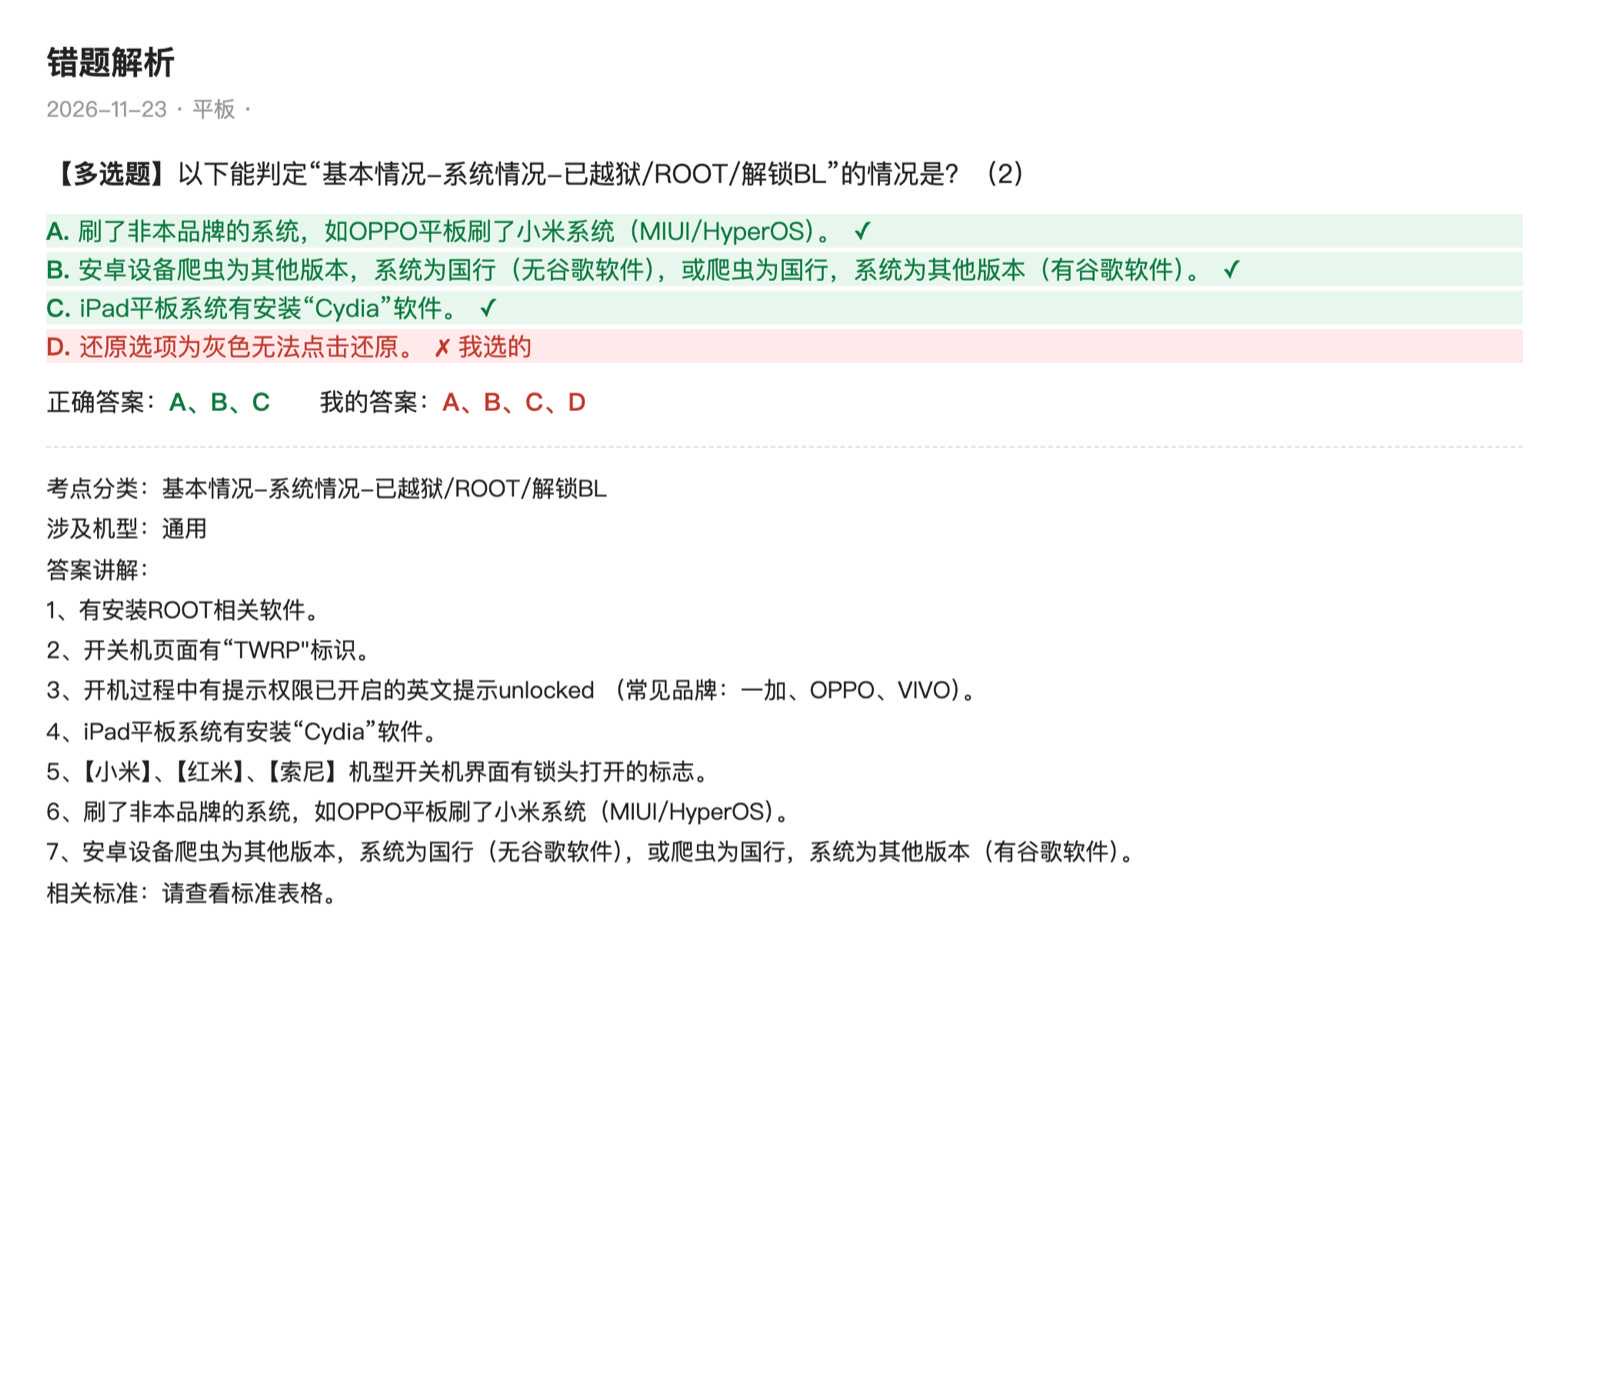 错题解析
2026-11-23 · 平板 ·
【多选题】以下能判定“基本情况-系统情况-已越狱/ROOT/解锁BL”的情况是？（2）
A. 刷了非本品牌的系统，如OPPO平板刷了小米系统（MIUI/HyperOS）。 ✓
B. 安卓设备爬虫为其他版本，系统为国行（无谷歌软件），或爬虫为国行，系统为其他版本（有谷歌软件）。 ✓
C. iPad平板系统有安装“Cydia”软件。 ✓
D. 还原选项为灰色无法点击还原。 ✗ 我选的
正确答案：A、B、C 我的答案：A、B、C、D
考点分类：基本情况-系统情况-已越狱/ROOT/解锁BL
涉及机型：通用
答案讲解：
1、有安装ROOT相关软件。
2、开关机页面有“TWRP"标识。
3、开机过程中有提示权限已开启的英文提示unlocked （常见品牌：一加、OPPO、VIVO）。
4、iPad平板系统有安装“Cydia”软件。
5、【小米】、【红米】、【索尼】机型开关机界面有锁头打开的标志。
6、刷了非本品牌的系统，如OPPO平板刷了小米系统（MIUI/HyperOS）。
7、安卓设备爬虫为其他版本，系统为国行（无谷歌软件），或爬虫为国行，系统为其他版本（有谷歌软件）。
相关标准：请查看标准表格。